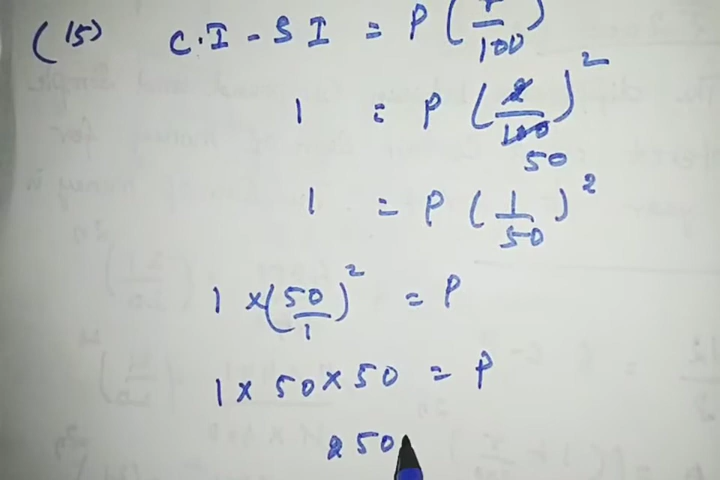 (15) C.I - SI = P(r/100)
1 = P(2/100)²
50
1 = P(1/50)²
1 × (50/1)² = P
1 × 50 × 50 = P
250